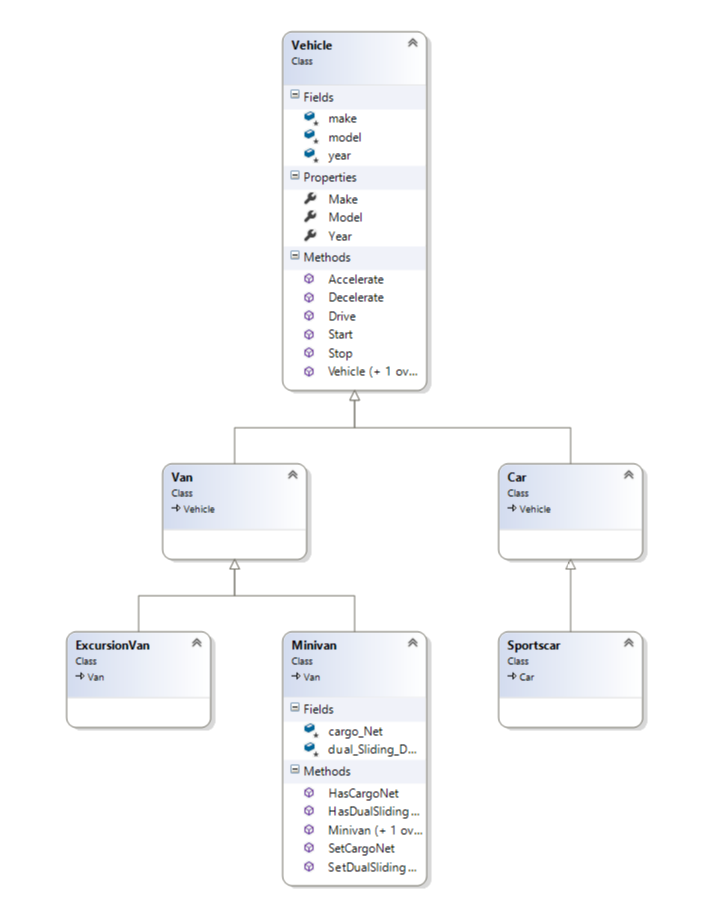 Vehicle
Class
Fields
make
model
year
Properties
Make
Model
Year
Methods
Accelerate
Decelerate
Drive
Start
Stop
Vehicle (+ 1 ov...
Van
Class
Vehicle
Car
Class
Vehicle
ExcursionVan
Class
Van
Minivan
Class
Van
Fields
cargo_Net
dual_Sliding_D...
Methods
HasCargoNet
HasDualSliding...
Minivan (+ 1 ov...
SetCargoNet
SetDualSliding...
Sportscar
Class
Car